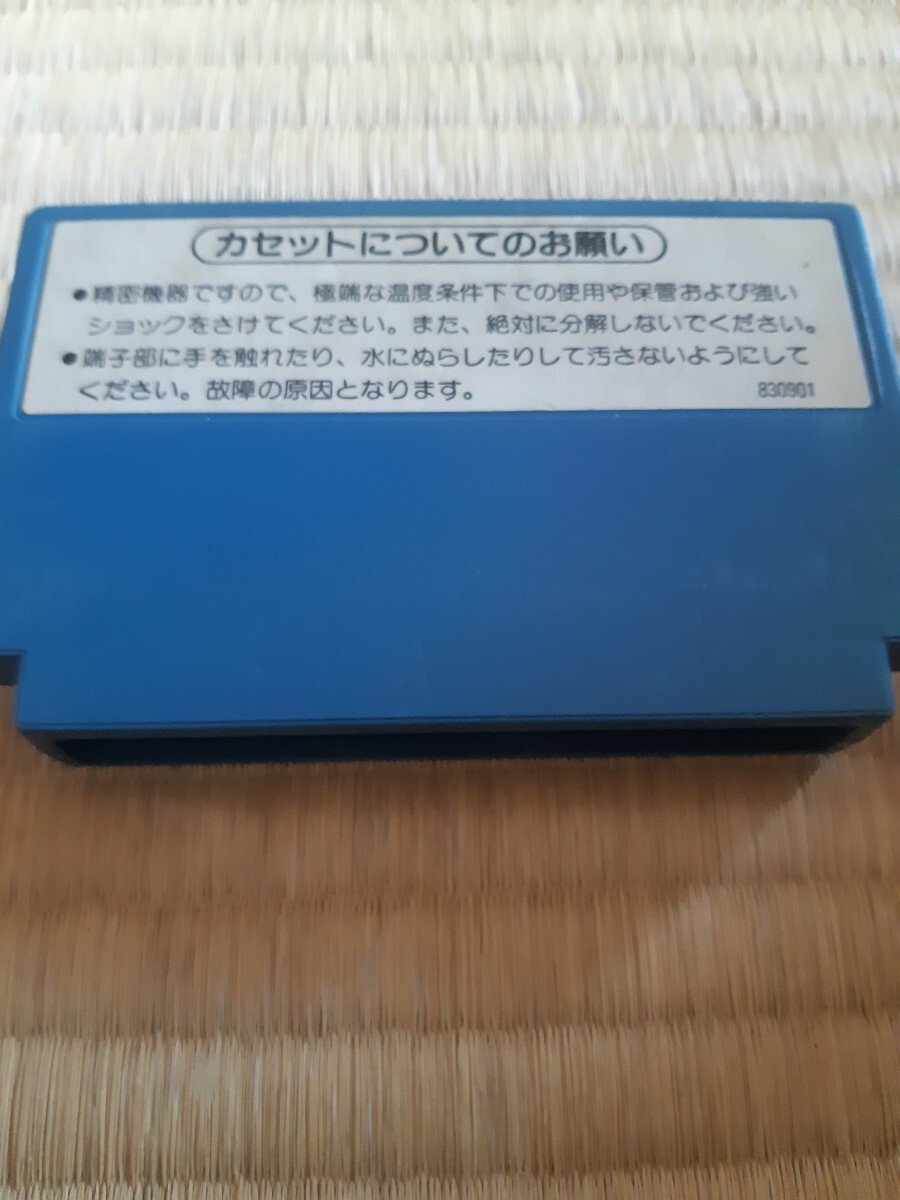 カセットについてのお願い
●精密機器ですので、極端な温度条件下での使用や保管および強い
ショックをさけてください。また、絶対に分解しないでください。
●端子部に手を触れたり、水にぬらしたりして汚さないようにして
ください。故障の原因となります。 830901